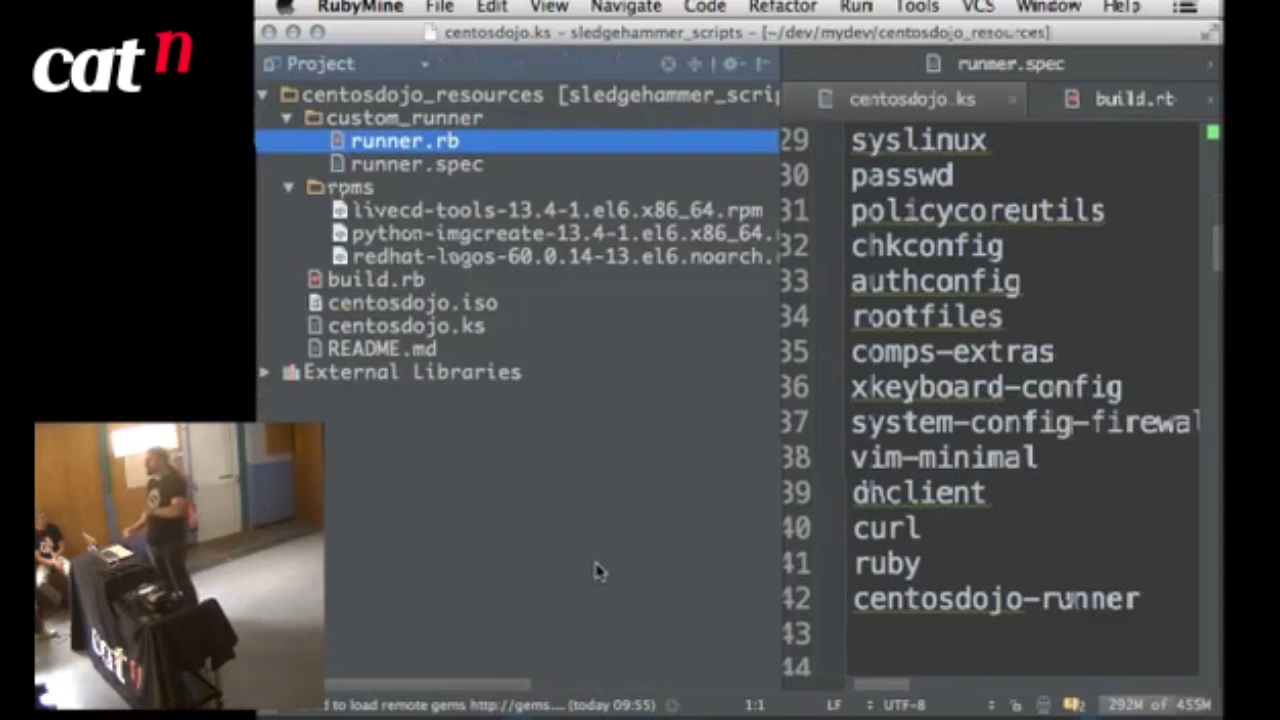 cat n
RubyMine File Edit View Navigate Code Refactor Run Tools VCS Window Help
centosdojo.ks – sledgehammer_scripts – [~/dev/mydev/centosdojo_resources]
Project
runner.spec
centosdojo.ks
build.rb
centosdojo_resources [sledgehammer_scrip
custom_runner
runner.rb
runner.spec
rpms
livecd-tools-13.4-1.el6.x86_64.rpm
python-imgcreate-13.4-1.el6.x86_64.
redhat-logos-60.0.14-13.el6.noarch.
build.rb
centosdojo.iso
centosdojo.ks
README.md
External Libraries
29 syslinux
30 passwd
31 policycoreutils
32 chkconfig
33 authconfig
34 rootfiles
35 comps-extras
36 xkeyboard-config
37 system-config-firewal
38 vim-minimal
39 dhclient
40 curl
41 ruby
42 centosdojo-runner
43
44
cat n
d to load remote gems http://gems.... (today 09:55)
1:1
LF
UTF-8
292M of 455M